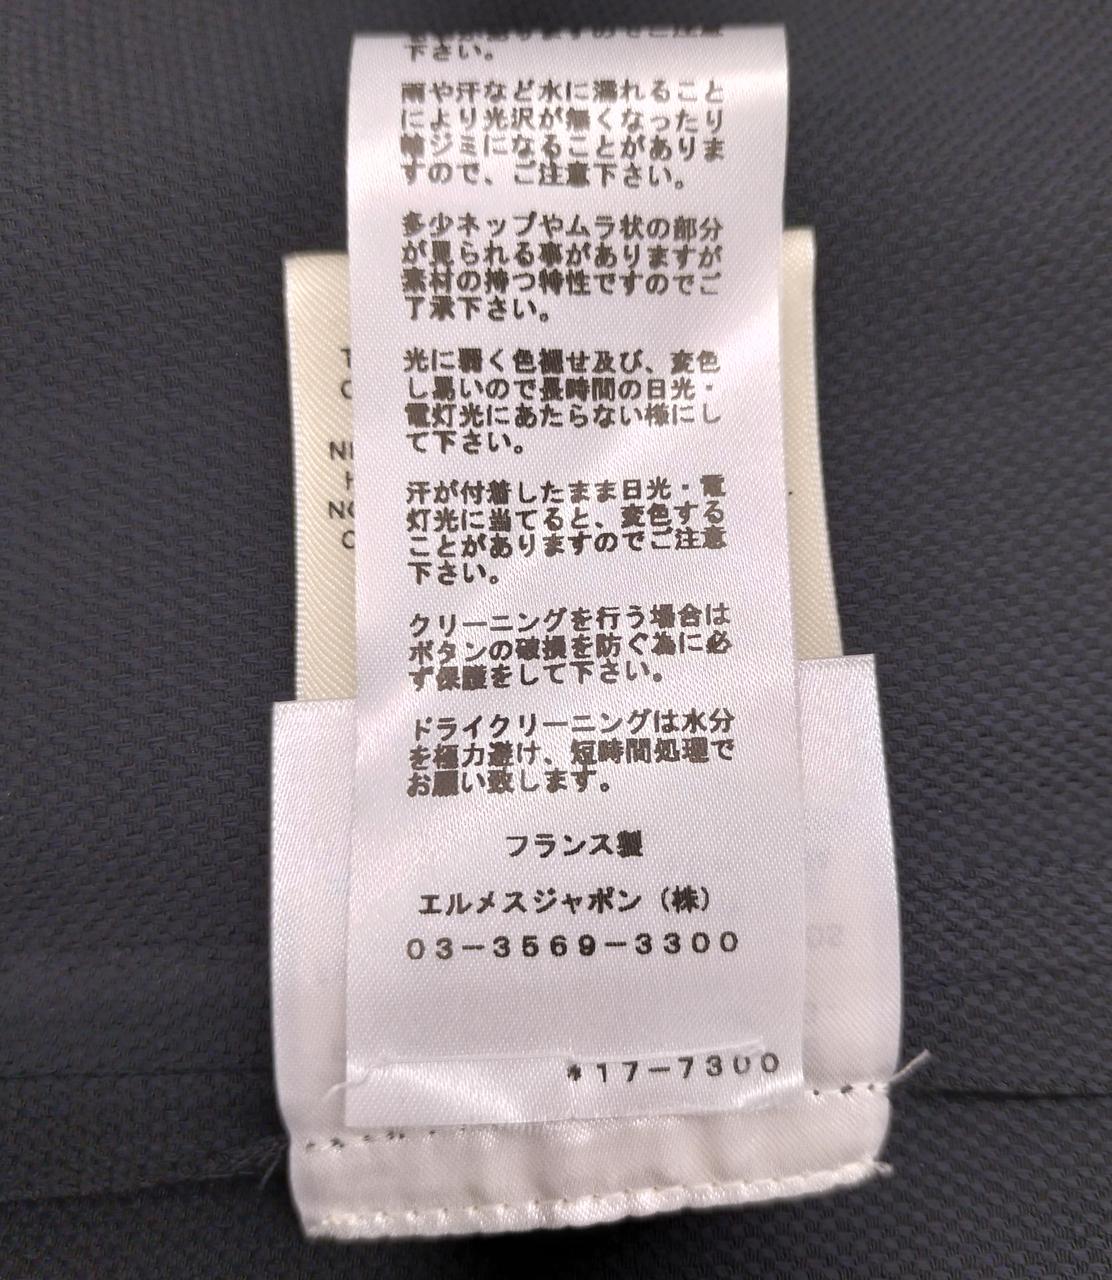 下さい。
雨や汗など水に濡れること
により光沢が無くなったり
輪ジミになることがありま
すので、ご注意下さい。
多少ネップやムラ状の部分
が見られる事がありますが
素材の持つ特性ですのでご
了承下さい。
光に弱く色褪せ及び、変色
し易いので長時間の日光・
電灯光にあたらない様にし
て下さい。
汗が付着したまま日光・電
灯光に当てると、変色する
ことがありますのでご注意
下さい。
クリーニングを行う場合は
ボタンの破損を防ぐ為に必
ず保護をして下さい。
ドライクリーニングは水分
を極力避け、短時間処理で
お願い致します。
フランス製
エルメスジャポン（株）
03－3569－3300
*17－7300